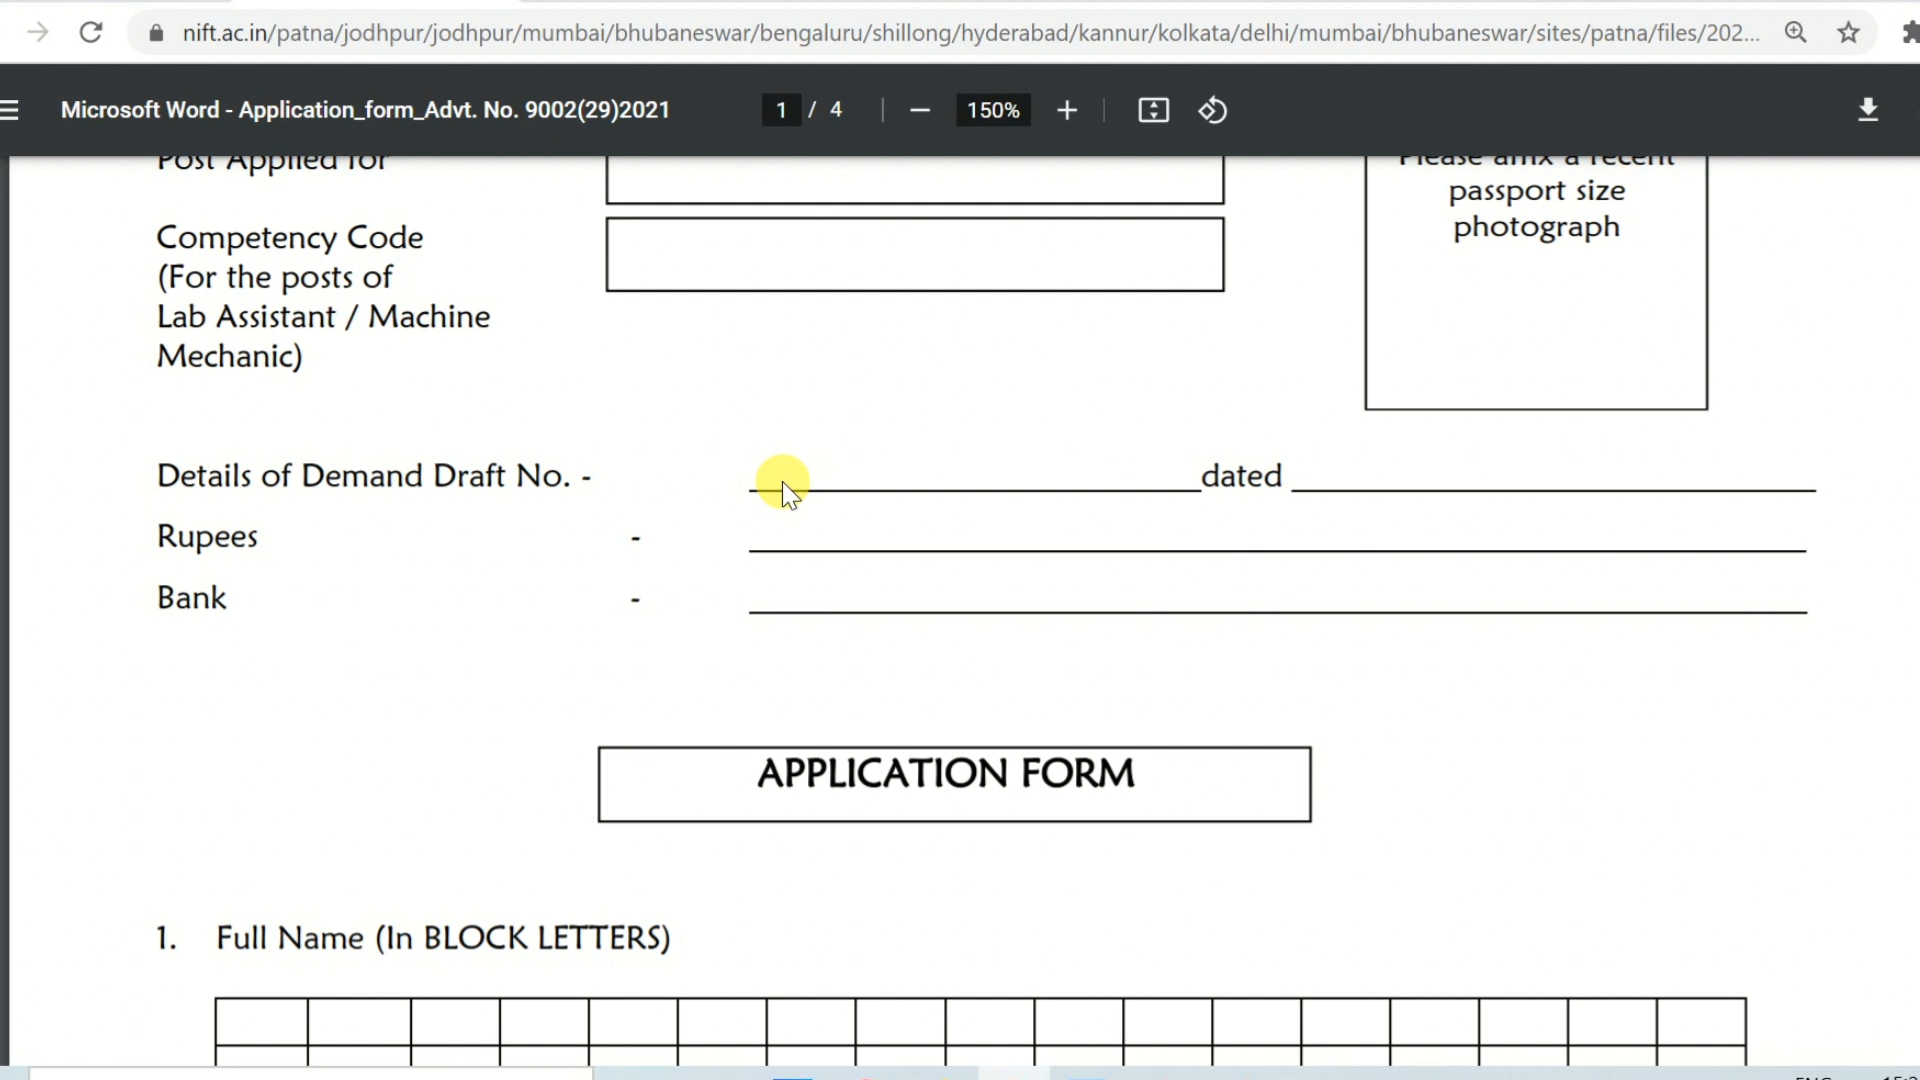 nift.ac.in/patna/jodhpur/jodhpur/mumbai/bhubaneswar/bengaluru/shillong/hyderabad/kannur/kolkata/delhi/mumbai/bhubaneswar/sites/patna/files/202...
Microsoft Word - Application_form_Advt. No. 9002(29)2021 1 / 4 150%
Post Applied for
Please affix a recent
passport size
photograph
Competency Code
(For the posts of
Lab Assistant / Machine
Mechanic)
Details of Demand Draft No. - dated
Rupees -
Bank -
APPLICATION FORM
1. Full Name (In BLOCK LETTERS)